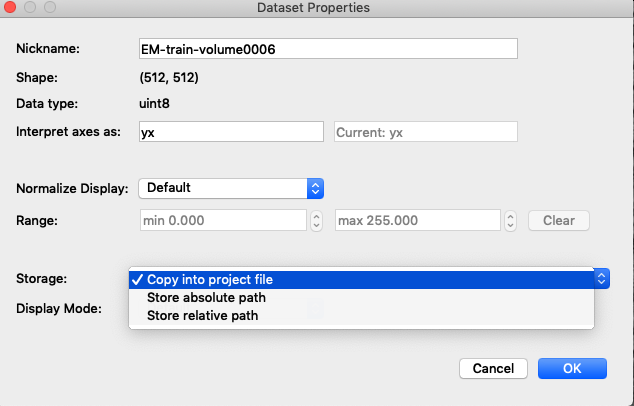 Dataset Properties
Nickname: EM-train-volume0006
Shape: (512, 512)
Data type: uint8
Interpret axes as: yx Current: yx
Normalize Display: Default
Range: min 0.000 max 255.000 Clear
Storage: ✓ Copy into project file
Store absolute path
Display Mode:
Store relative path
Cancel OK